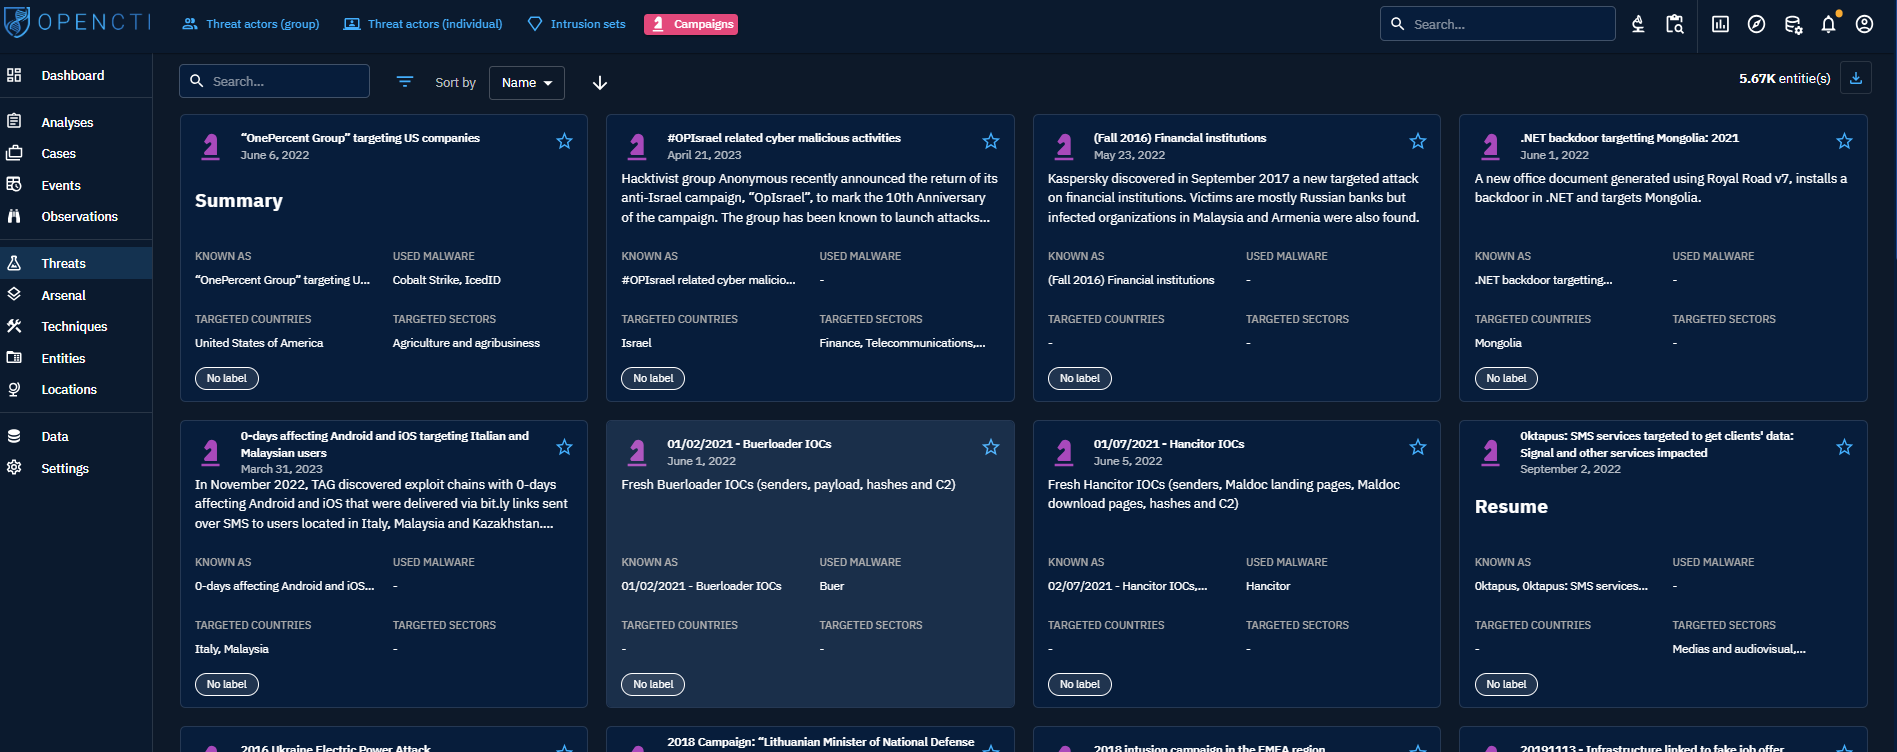 OPENCTI
Threat actors (group)
Threat actors (individual)
Intrusion sets
Campaigns
Search...
Dashboard
Analyses
Cases
Events
Observations
Threats
Arsenal
Techniques
Entities
Locations
Data
Settings
Search...
Sort by
Name
5.67K entitie(s)
“OnePercent Group” targeting US companies
June 6, 2022
Summary
KNOWN AS
USED MALWARE
“OnePercent Group” targeting U...
Cobalt Strike, IcedID
TARGETED COUNTRIES
TARGETED SECTORS
United States of America
Agriculture and agribusiness
No label
#OPIsrael related cyber malicious activities
April 21, 2023
Hacktivist group Anonymous recently announced the return of its
anti-Israel campaign, “OpIsrael”, to mark the 10th Anniversary
of the campaign. The group has been known to launch attacks...
KNOWN AS
USED MALWARE
#OPIsrael related cyber malicio...
-
TARGETED COUNTRIES
TARGETED SECTORS
Israel
Finance, Telecommunications,...
No label
(Fall 2016) Financial institutions
May 23, 2022
Kaspersky discovered in September 2017 a new targeted attack
on financial institutions. Victims are mostly Russian banks but
infected organizations in Malaysia and Armenia were also found.
KNOWN AS
USED MALWARE
(Fall 2016) Financial institutions
-
TARGETED COUNTRIES
TARGETED SECTORS
-
-
No label
.NET backdoor targetting Mongolia: 2021
June 1, 2022
A new office document generated using Royal Road v7, installs a
backdoor in .NET and targets Mongolia.
KNOWN AS
USED MALWARE
.NET backdoor targetting...
-
TARGETED COUNTRIES
TARGETED SECTORS
Mongolia
-
No label
0-days affecting Android and iOS targeting Italian and
Malaysian users
March 31, 2023
In November 2022, TAG discovered exploit chains with 0-days
affecting Android and iOS that were delivered via bit.ly links sent
over SMS to users located in Italy, Malaysia and Kazakhstan....
KNOWN AS
USED MALWARE
0-days affecting Android and iOS...
-
TARGETED COUNTRIES
TARGETED SECTORS
Italy, Malaysia
-
No label
01/02/2021 - Buerloader IOCs
June 1, 2022
Fresh Buerloader IOCs (senders, payload, hashes and C2)
KNOWN AS
USED MALWARE
01/02/2021 - Buerloader IOCs
Buer
TARGETED COUNTRIES
TARGETED SECTORS
-
-
No label
01/07/2021 - Hancitor IOCs
June 5, 2022
Fresh Hancitor IOCs (senders, Maldoc landing pages, Maldoc
download pages, hashes and C2)
KNOWN AS
USED MALWARE
02/07/2021 - Hancitor IOCs,...
Hancitor
TARGETED COUNTRIES
TARGETED SECTORS
-
-
No label
0ktapus: SMS services targeted to get clients' data:
Signal and other services impacted
September 2, 2022
Resume
KNOWN AS
USED MALWARE
0ktapus, 0ktapus: SMS services...
-
TARGETED COUNTRIES
TARGETED SECTORS
-
Medias and audiovisual,...
No label
2016 Ukraine Electric Power Attack
2018 Campaign: “Lithuanian Minister of National Defense
2018 intusion campaign in the EMEA region
20191113 - Infrastructure linked to fake job offer